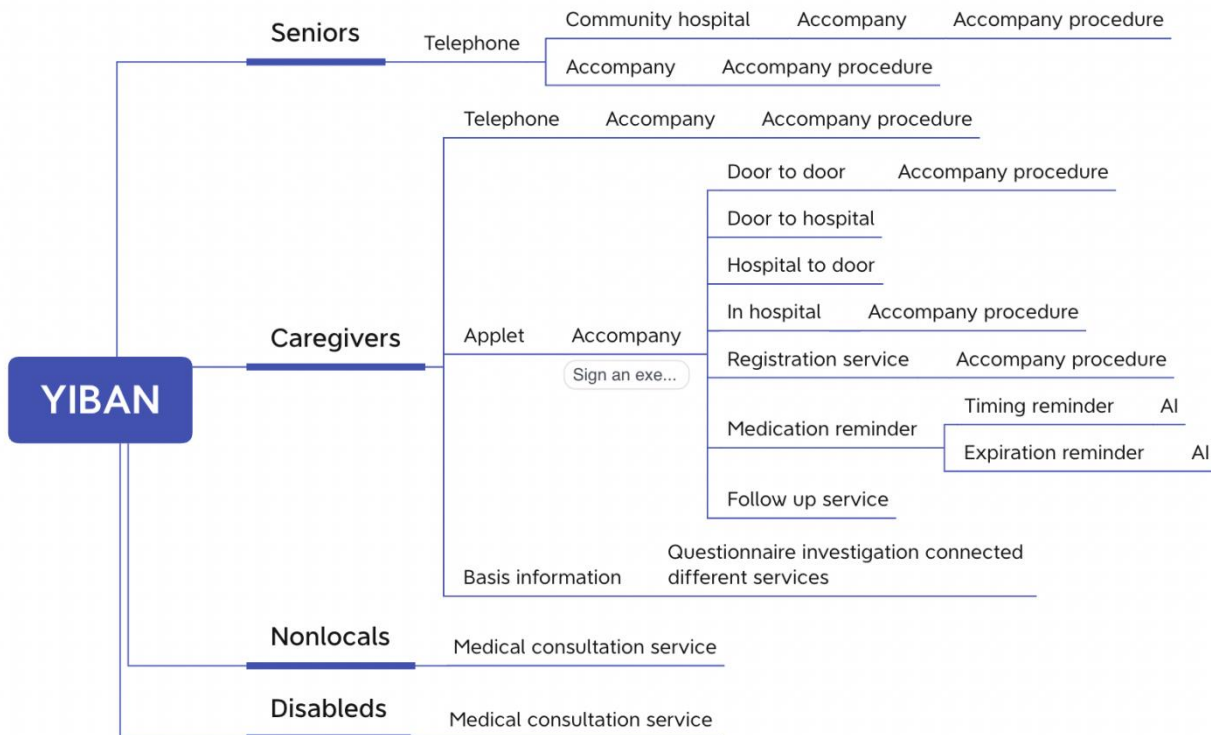 YIBAN
Seniors
Telephone
Community hospital Accompany Accompany procedure
Accompany Accompany procedure
Caregivers
Telephone Accompany Accompany procedure
Applet Accompany
Sign an exe...
Door to door Accompany procedure
Door to hospital
Hospital to door
In hospital Accompany procedure
Registration service Accompany procedure
Medication reminder
Timing reminder AI
Expiration reminder AI
Follow up service
Basis information
Questionnaire investigation connected
different services
Nonlocals
Medical consultation service
Disableds
Medical consultation service